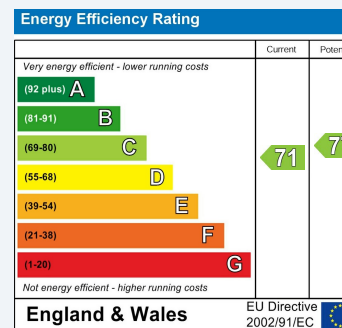 Energy Efficiency Rating
Current
Very energy efficient - lower running costs
(92 plus) A
(81-91) B
(69-80) C
71
(55-68) D
(39-54) E
(21-38) F
(1-20) G
Not energy efficient - higher running costs
England & Wales
EU Directive
2002/91/EC